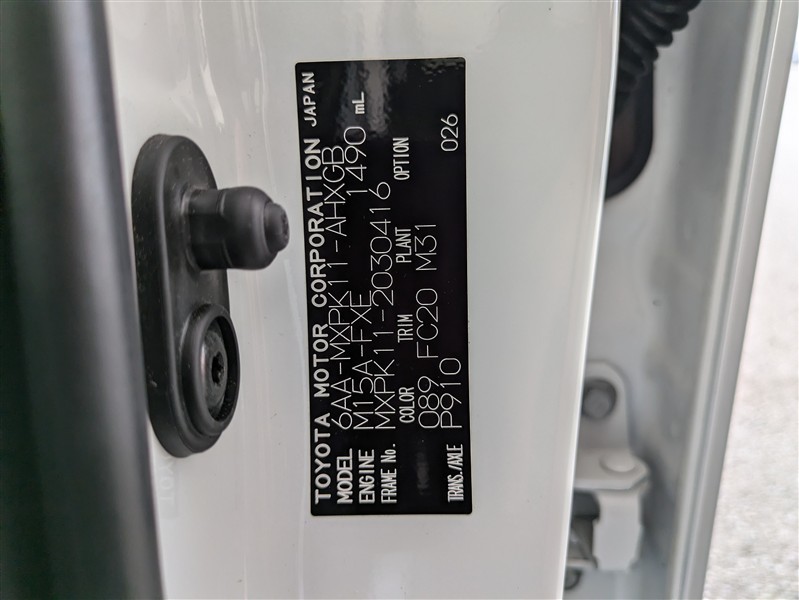 TOYOTA MOTOR CORPORATION JAPAN
MODEL 6AA-MXPK11-AHXGB
ENGINE M15A-FXE 1490 mL
FRAME No. MXPK11-2030416
COLOR TRIM PLANT OPTION
089 FC20 M31 026
TRANS./AXLE P910